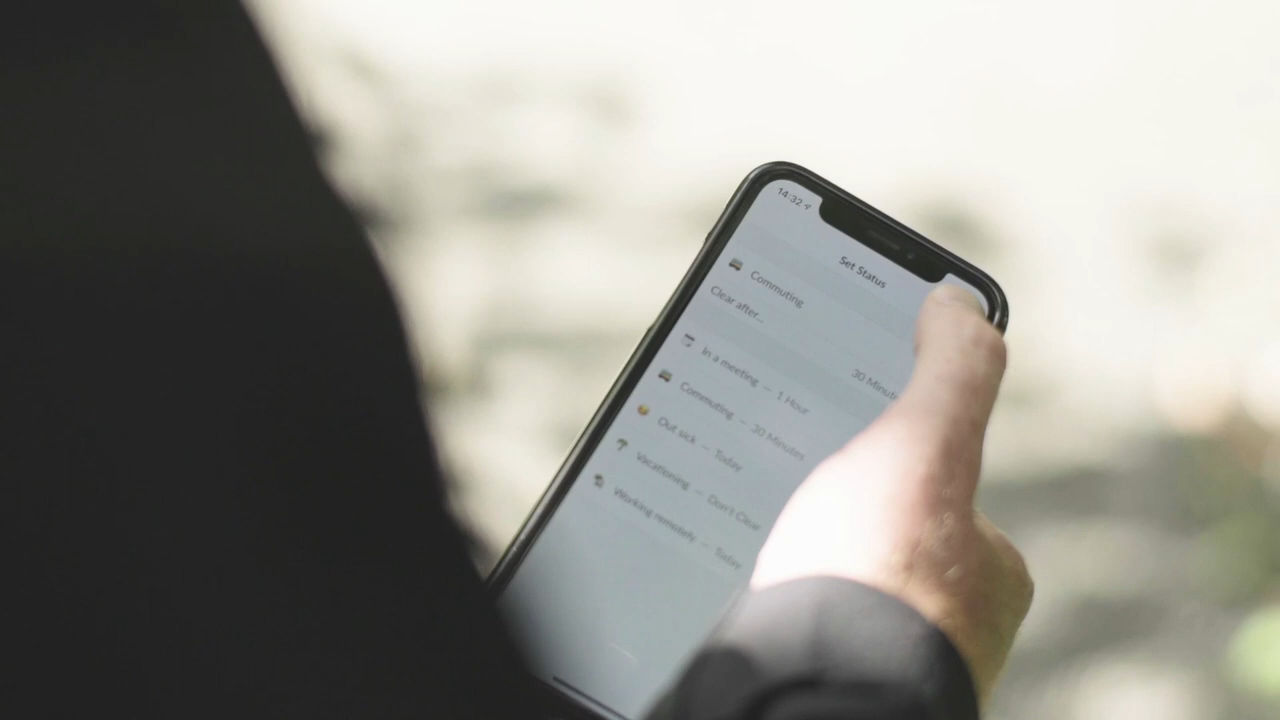 14:32
Set Status
Commuting
Clear after...
30 Minute
In a meeting – 1 Hour
Commuting – 30 Minutes
Out sick – Today
Vacationing – Don't Clear
Working remotely – Today